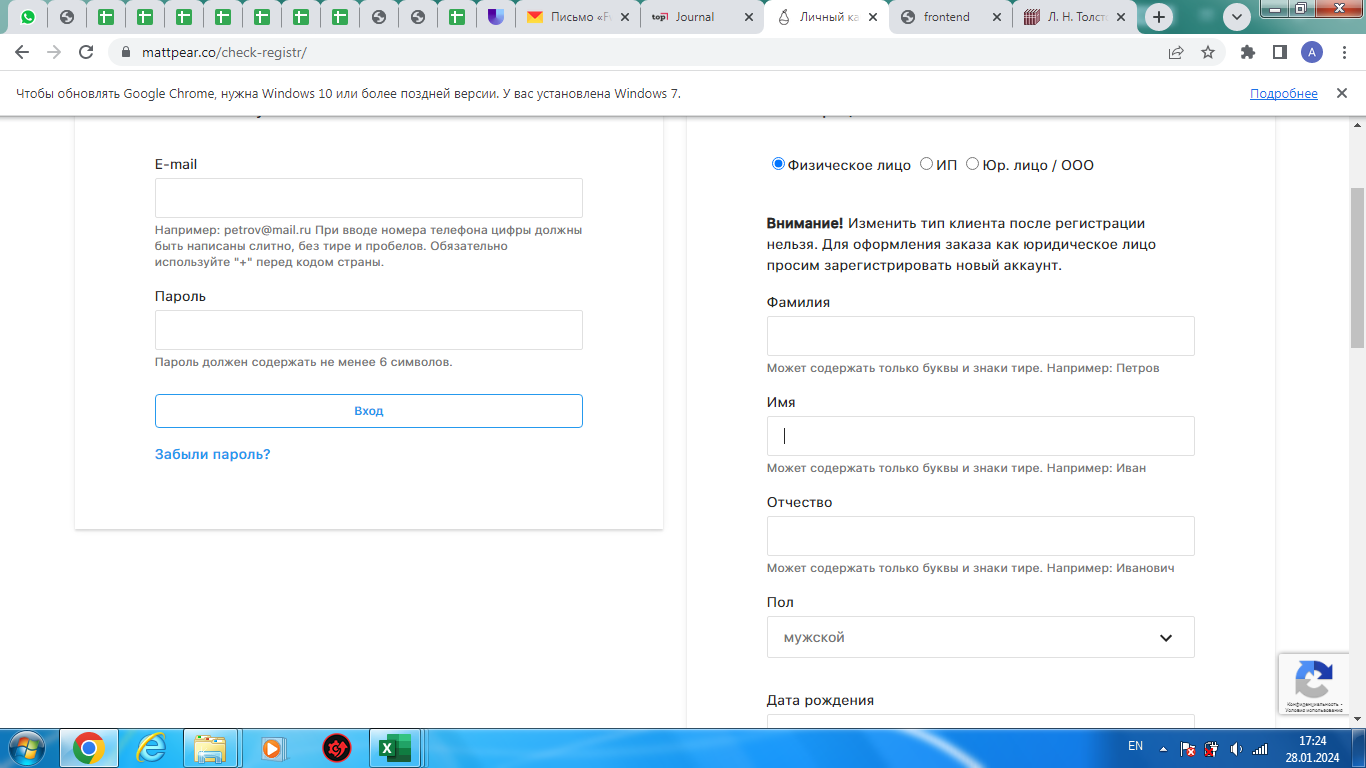 Письмо «F
top1 Journal
Личный ка
frontend
Л. Н. Толст
mattpear.co/check-registr/
A
Чтобы обновлять Google Chrome, нужна Windows 10 или более поздней версии. У вас установлена Windows 7.
Подробнее
E-mail
Например: petrov@mail.ru При вводе номера телефона цифры должны
быть написаны слитно, без тире и пробелов. Обязательно
используйте "+" перед кодом страны.
Пароль
Пароль должен содержать не менее 6 символов.
Вход
Забыли пароль?
Физическое лицо ИП Юр. лицо / ООО
Внимание! Изменить тип клиента после регистрации
нельзя. Для оформления заказа как юридическое лицо
просим зарегистрировать новый аккаунт.
Фамилия
Может содержать только буквы и знаки тире. Например: Петров
Имя
Может содержать только буквы и знаки тире. Например: Иван
Отчество
Может содержать только буквы и знаки тире. Например: Иванович
Пол
мужской
Дата рождения
Конфиденциальность -
Условия использования
EN
17:24
28.01.2024